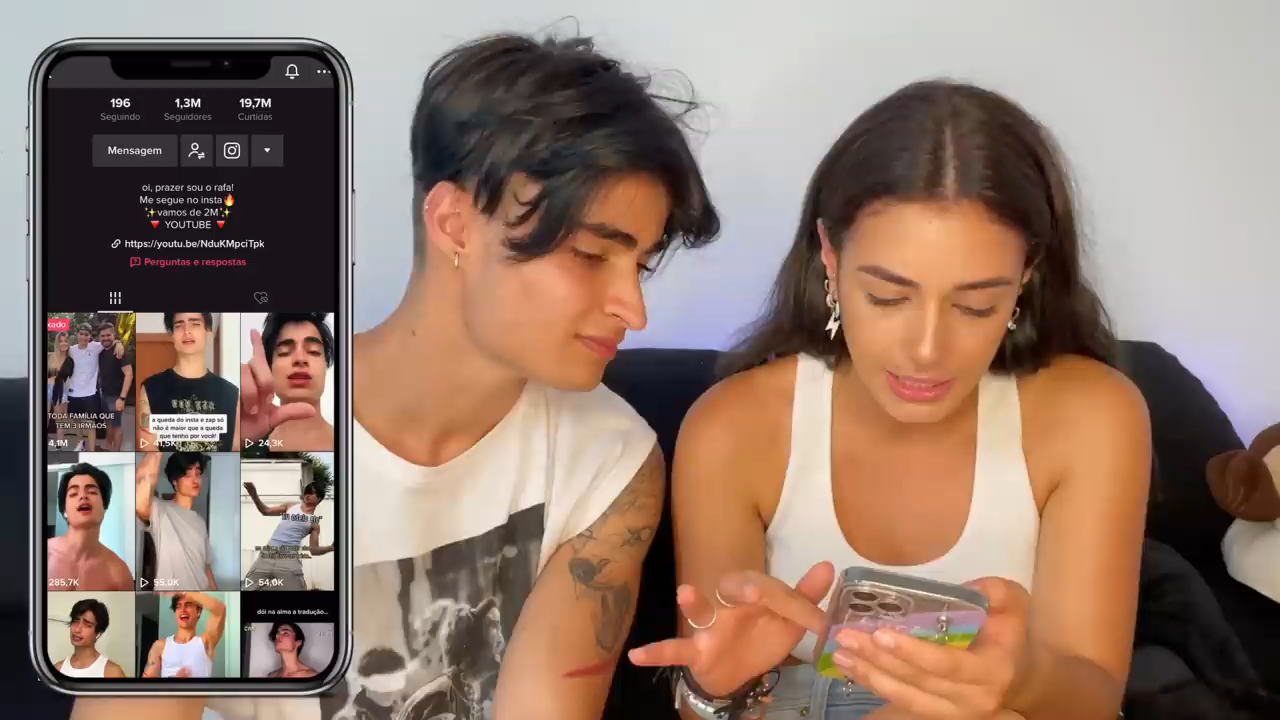 196 1,3M 19,7M
Seguindo Seguidores Curtidas
Mensagem
oi, prazer sou o rafa!
Me segue no insta🔥
✨vamos de 2M✨
🔻 YOUTUBE 🔻
https://youtu.be/NduKMpciTpk
Perguntas e respostas
xado
TODA FAMÍLIA QUE
TEM 3 IRMÃOS
4,1M
a queda do insta e zap só
não é maior que a queda
que tenho por você!
24,3K
285,7K
55,0K
54,0K
dói na alma a tradução...